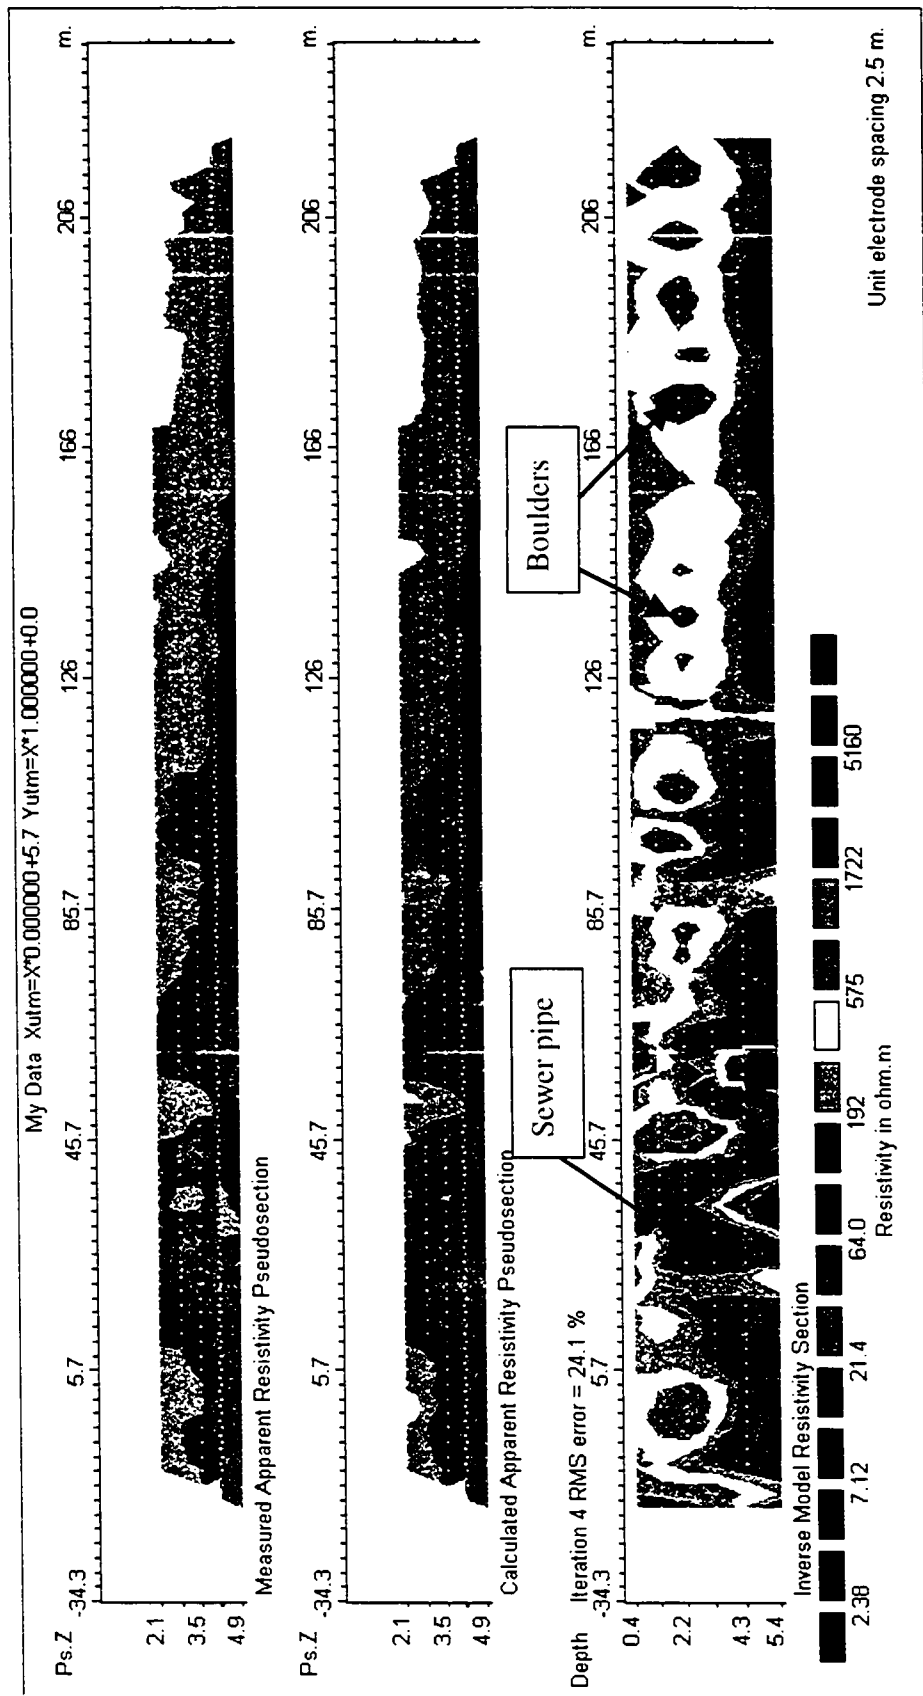 My Data Xutm=X*0.000000+5.7 Yutm=X*1.000000+0.0
Ps.Z -34.3 5.7 45.7 85.7 126 166 206 m.
2.1
3.5
4.9
Measured Apparent Resistivity Pseudosection
Ps.Z -34.3 5.7 45.7 85.7 126 166 206 m.
2.1
3.5
4.9
Calculated Apparent Resistivity Pseudosection
Sewer pipe
Boulders
Depth Iteration 4 RMS error = 24.1 %
-34.3 5.7 45.7 85.7 126 166 206 m.
0.4
2.2
4.3
5.4
Inverse Model Resistivity Section
2.38 7.12 21.4 64.0 192 575 1722 5160
Resistivity in ohm.m
Unit electrode spacing 2.5 m.